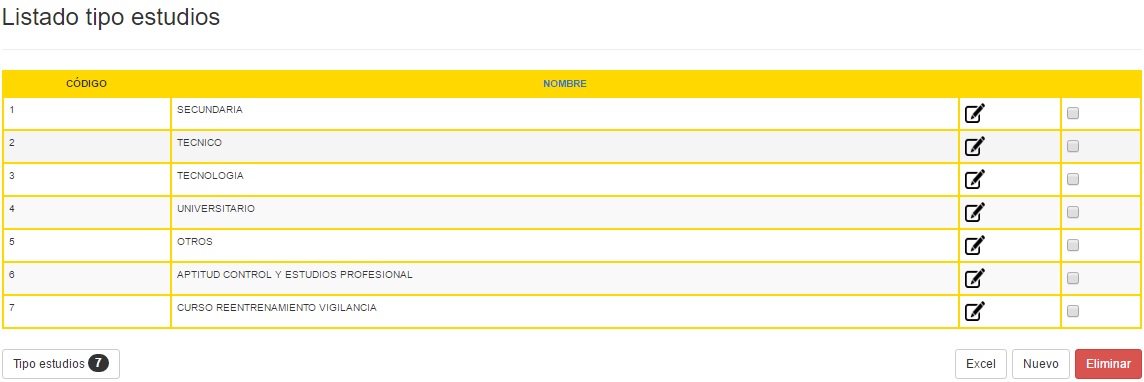 Listado tipo estudios
CÓDIGO NOMBRE
1 SECUNDARIA
2 TECNICO
3 TECNOLOGIA
4 UNIVERSITARIO
5 OTROS
6 APTITUD CONTROL Y ESTUDIOS PROFESIONAL
7 CURSO REENTRENAMIENTO VIGILANCIA
Tipo estudios 7 Excel Nuevo Eliminar